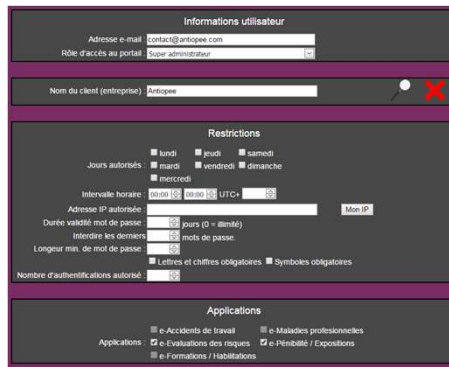 Informations utilisateur
Adresse e-mail : contact@antiopee.com
Rôle d'accès au portail : Super administrateur
Nom du client (entreprise) : Antiopee
Restrictions
lundi jeudi samedi
Jours autorisés : mardi vendredi dimanche
mercredi
Intervalle horaire : 00:00 00:00 UTC+
Adresse IP autorisée : Mon IP
Durée validité mot de passe : jours (0 = illimité)
Interdire les derniers mots de passe.
Longeur min. de mot de passe :
Lettres et chiffres obligatoires Symboles obligatoires
Nombre d'authentifications autorisé :
Applications
e-Accidents de travail e-Maladies profesionnelles
Applications : e-Evaluations des risques e-Pénibilité / Expositions
e-Formations / Habilitations